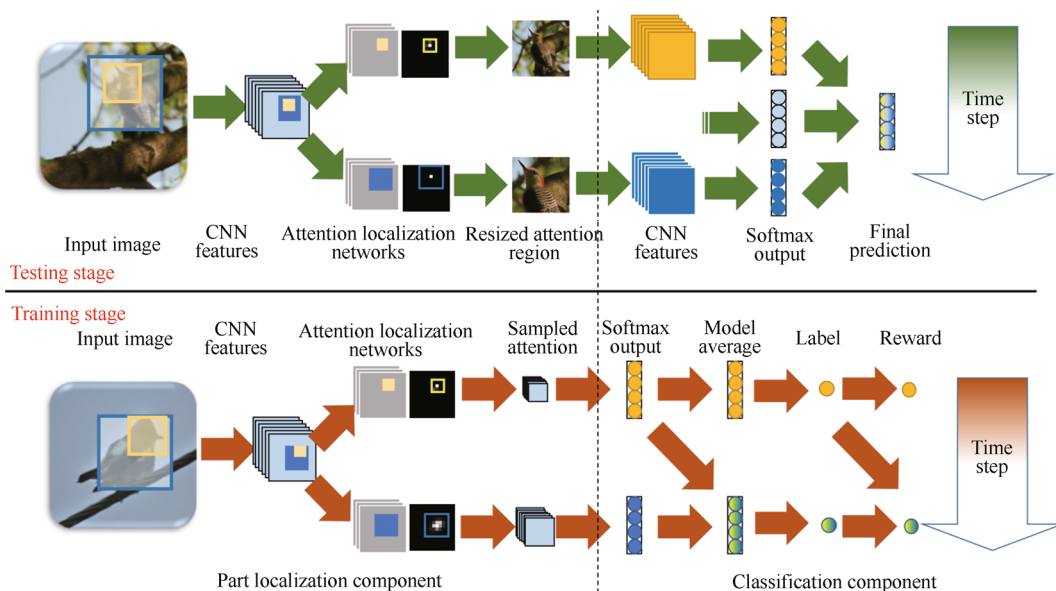 Time
step
Input image
CNN
features
Attention localization
networks
Resized attention
region
CNN
features
Softmax
output
Final
prediction
Testing stage
Training stage
Input image
CNN
features
Attention localization
networks
Sampled
attention
Softmax
output
Model
average
Label
Reward
Time
step
Part localization component
Classification component